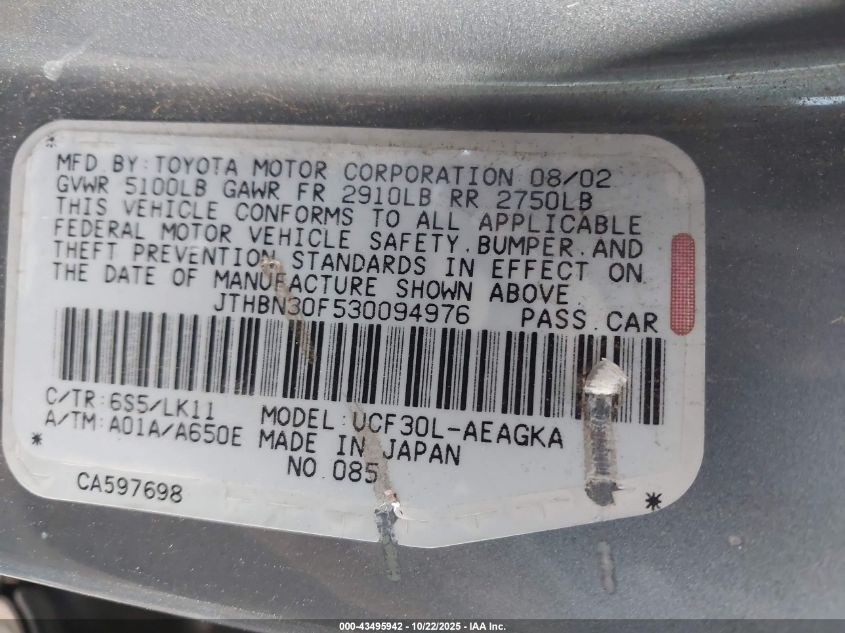 MFD BY: TOYOTA MOTOR CORPORATION 08/02
GVWR 5100LB GAWR FR 2910LB RR 2750LB
THIS VEHICLE CONFORMS TO ALL APPLICABLE
FEDERAL MOTOR VEHICLE SAFETY, BUMPER, AND
THEFT PREVENTION STANDARDS IN EFFECT ON
THE DATE OF MANUFACTURE SHOWN ABOVE.
JTHBN30F530094976 PASS. CAR
C/TR: 6S5/LK11 MODEL: UCF30L-AEAGKA
A/TM: A01A/A650E MADE IN JAPAN
NO. 085
CA597698
000-43495942 | 10/22/2025 - IAA Inc.